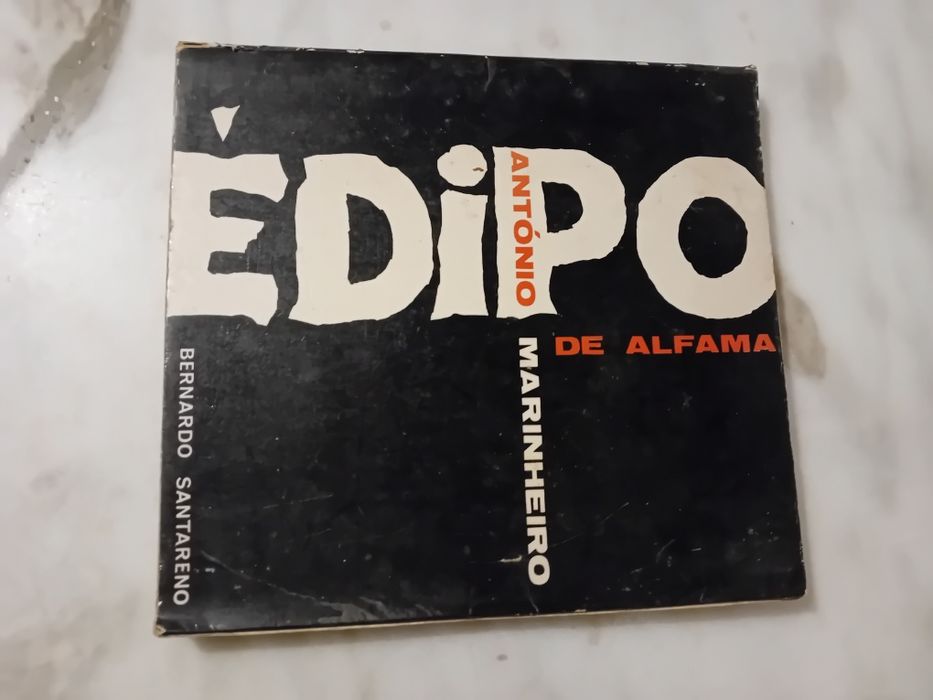 ÉDiPO
ANTÓNIO
MARINHEIRO
DE ALFAMA
BERNARDO SANTARENO